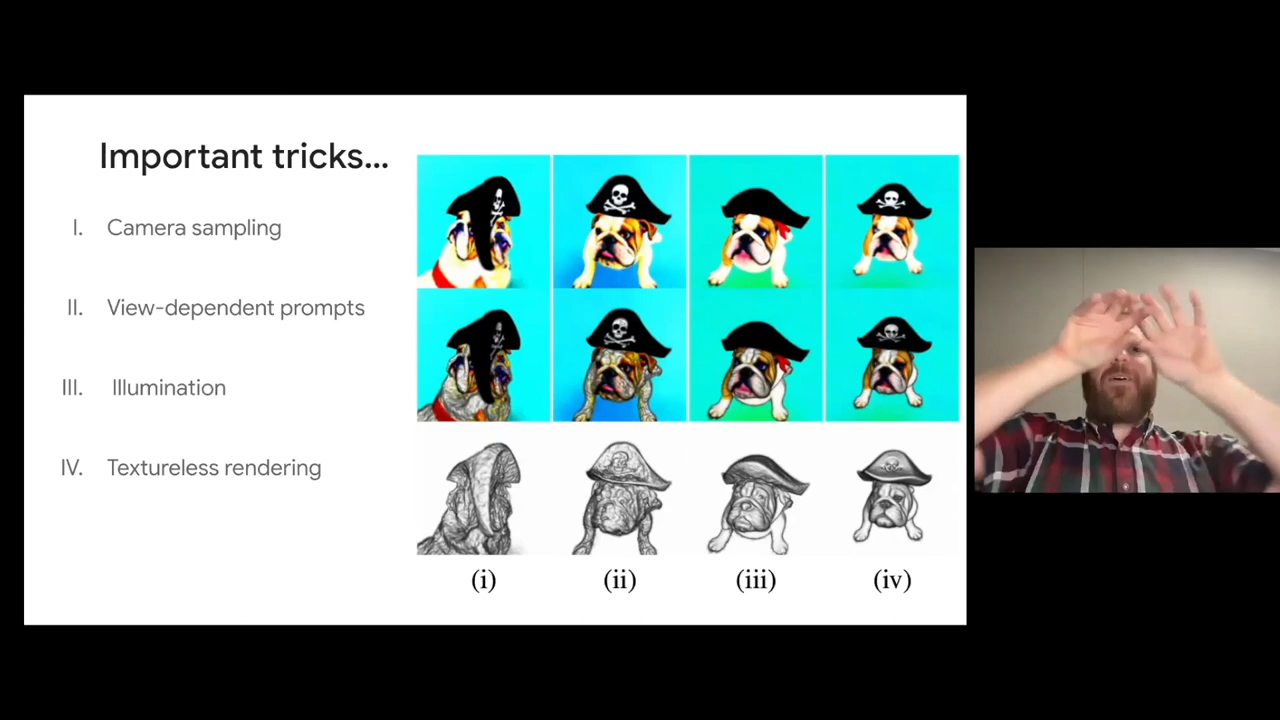 Important tricks...
I. Camera sampling
II. View-dependent prompts
III. Illumination
IV. Textureless rendering
(i) (ii) (iii) (iv)